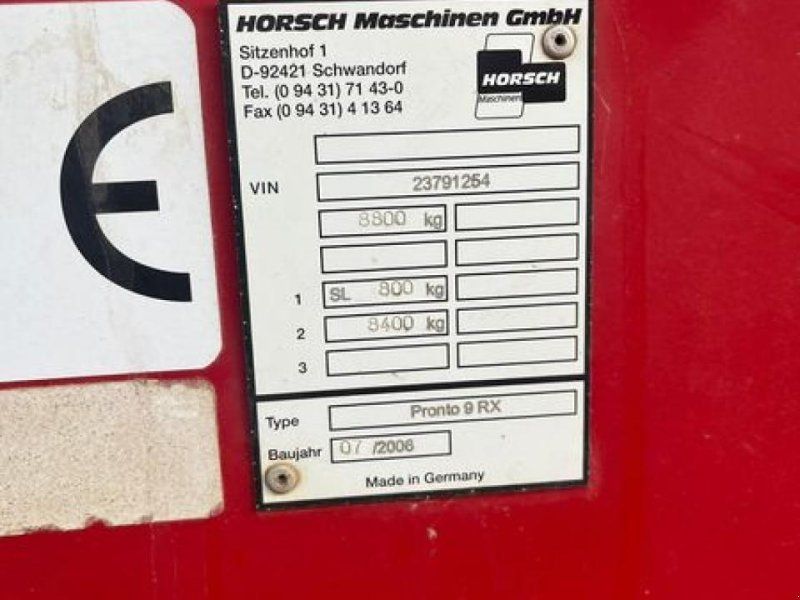 HORSCH Maschinen GmbH
Sitzenhof 1
D-92421 Schwandorf
Tel. (0 94 31) 71 43-0
Fax (0 94 31) 4 13 64
HORSCH
Maschinen
VIN 23791254
8800 kg
1 SL 800 kg
2 8400 kg
3
Type Pronto 9 RX
Baujahr 07/2006
Made in Germany
CE